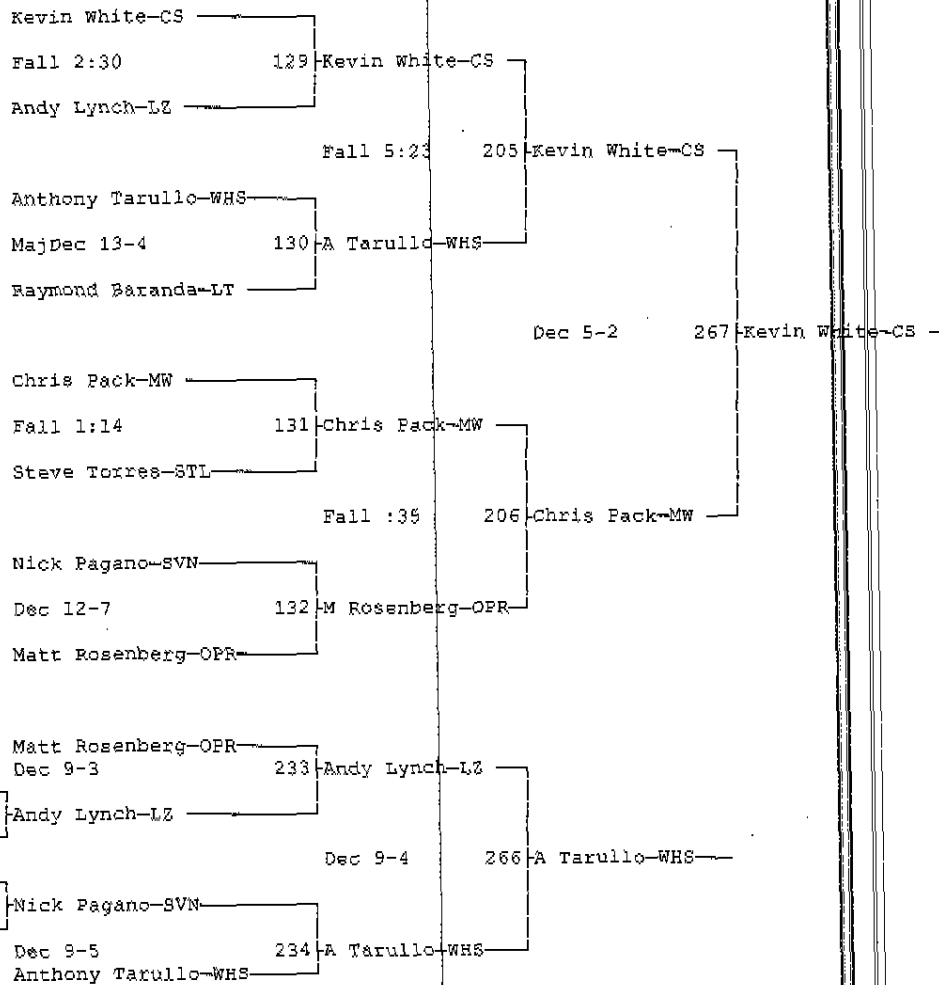 Kevin White-CS
Fall 2:30 129 Kevin White-CS
Andy Lynch-LZ
Fall 5:23 205 Kevin White-CS
Anthony Tarullo-WHS
MajDec 13-4 130 A Tarullo-WHS
Raymond Baranda-LT
Dec 5-2 267 Kevin White-CS
Chris Pack-MW
Fall 1:14 131 Chris Pack-MW
Steve Torres-STL
Fall :35 206 Chris Pack-MW
Nick Pagano-SVN
Dec 12-7 132 M Rosenberg-OPR
Matt Rosenberg-OPR
Matt Rosenberg-OPR
Dec 9-3 233 Andy Lynch-LZ
Andy Lynch-LZ
Dec 9-4 266 A Tarullo-WHS
Nick Pagano-SVN
Dec 9-5 234 A Tarullo-WHS
Anthony Tarullo-WHS